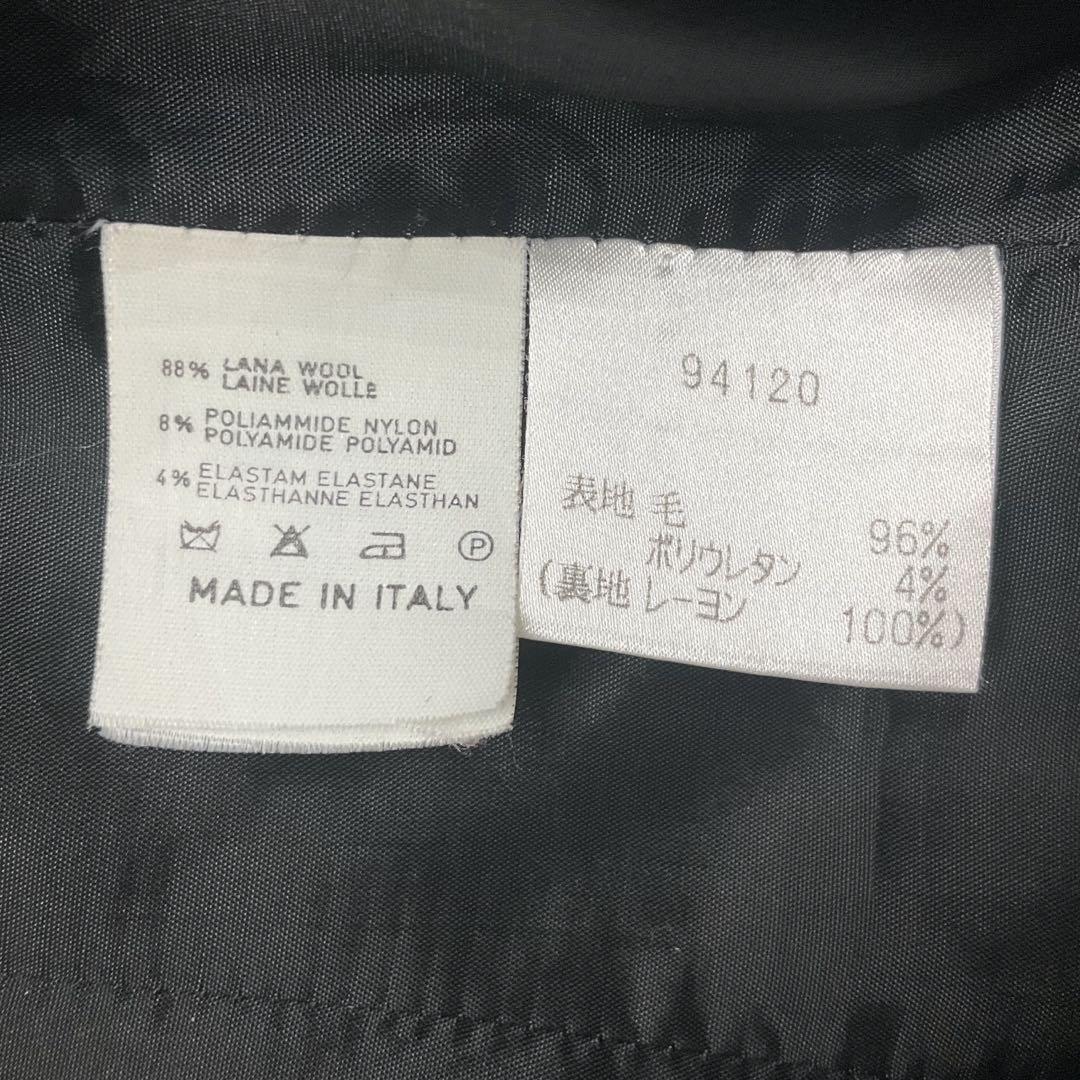 88% LANA WOOL
LAINE WOLLE
8% POLIAMMIDE NYLON
POLYAMIDE POLYAMID
4% ELASTAM ELASTANE
ELASTHANNE ELASTHAN
P
MADE IN ITALY
94120
表地 毛 96%
ポリウレタン 4%
(裏地 レーヨン 100%)